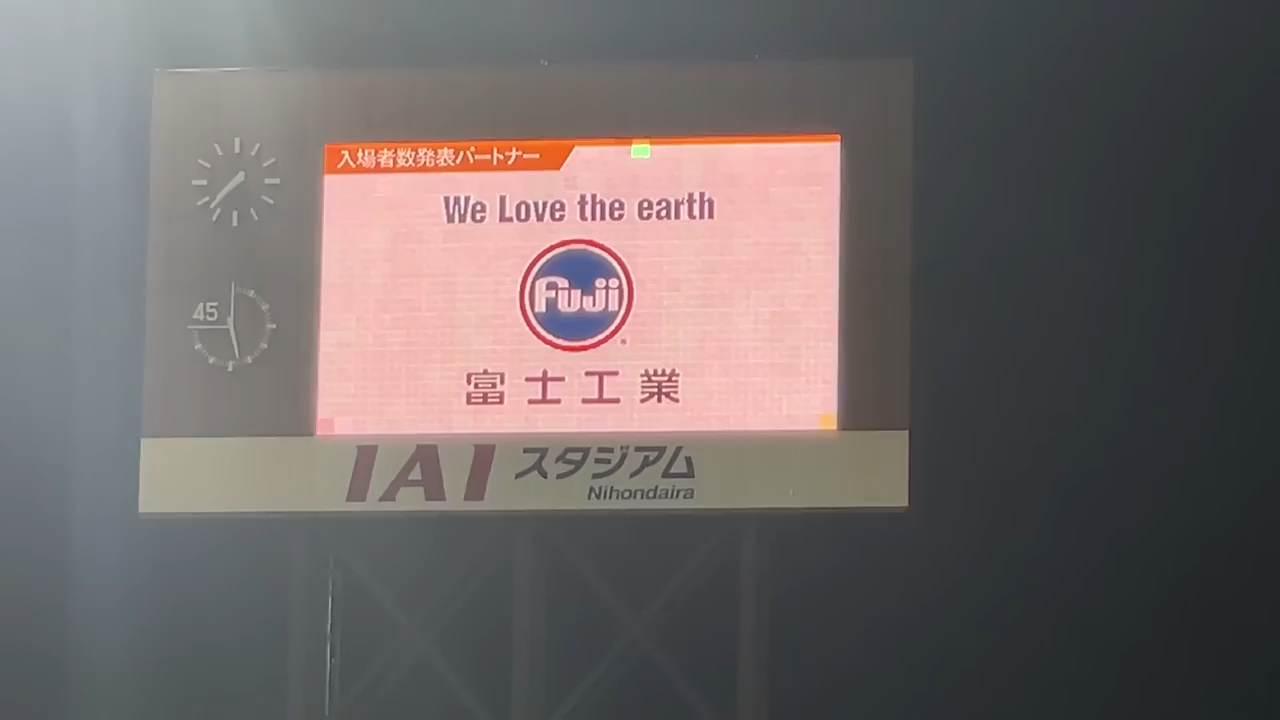 入場者数発表パートナー
We Love the earth
Fuji
富士工業
45
IAI スタジアム
Nihondaira